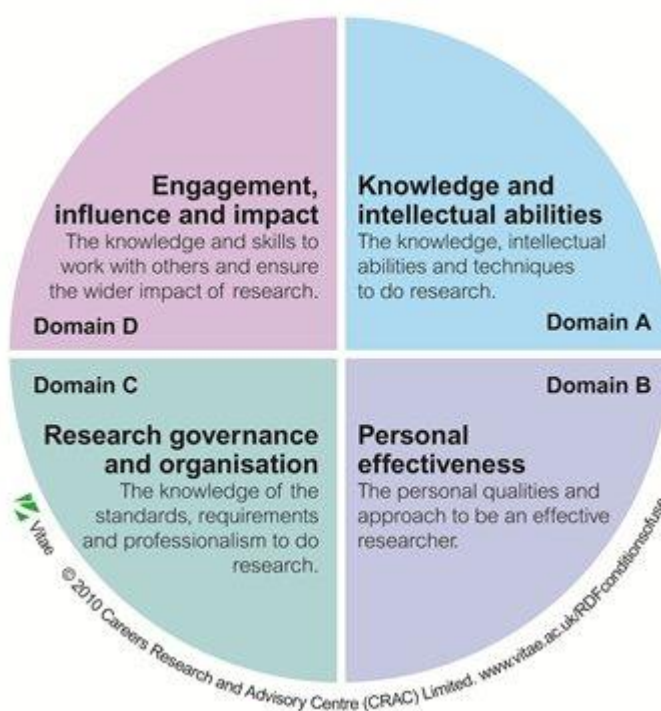 Engagement,
influence and impact
The knowledge and skills to
work with others and ensure
the wider impact of research.
Domain D
Knowledge and
intellectual abilities
The knowledge, intellectual
abilities and techniques
to do research.
Domain A
Domain C
Research governance
and organisation
The knowledge of the
standards, requirements
and professionalism to do
research.
Domain B
Personal
effectiveness
The personal qualities and
approach to be an effective
researcher.
Vitae © 2010 Careers Research and Advisory Centre (CRAC) Limited. www.vitae.ac.uk/RDFconditionsofuse